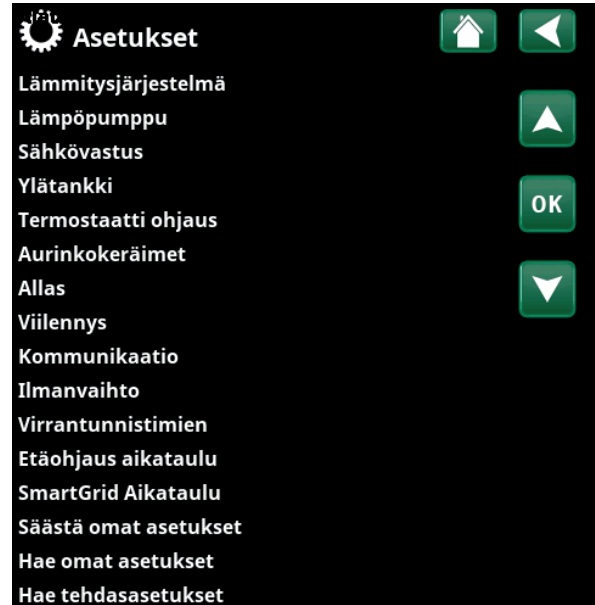 Asetukset
Lämmitysjärjestelmä
Lämpöpumppu
Sähkövastus
Ylätankki
Termostaatti ohjaus
OK
Aurinkokeräimet
Allas
Viilennys
Kommunikaatio
Ilmanvaihto
Virrantunnistimien
Etäohjaus aikataulu
SmartGrid Aikataulu
Säästä omat asetukset
Hae omat asetukset
Hae tehdasasetukset